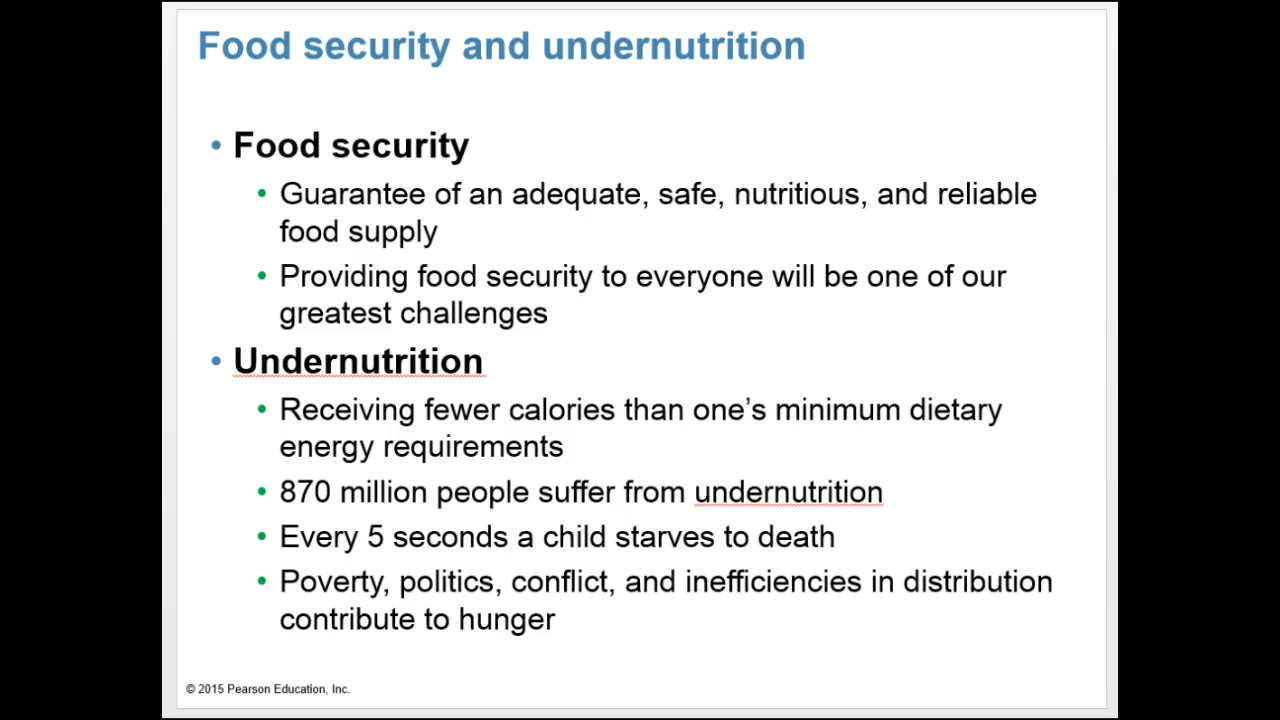 Food security and undernutrition
• Food security
• Guarantee of an adequate, safe, nutritious, and reliable
food supply
• Providing food security to everyone will be one of our
greatest challenges
• Undernutrition
• Receiving fewer calories than one’s minimum dietary
energy requirements
• 870 million people suffer from undernutrition
• Every 5 seconds a child starves to death
• Poverty, politics, conflict, and inefficiencies in distribution
contribute to hunger
© 2015 Pearson Education, Inc.